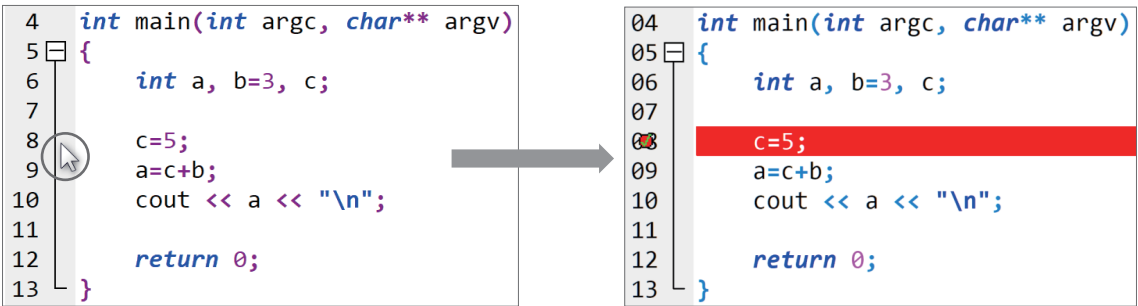 4 int main(int argc, char** argv)
5 {
6 int a, b=3, c;
7
8 c=5;
9 a=c+b;
10 cout << a << "\n";
11
12 return 0;
13 }
04 int main(int argc, char** argv)
05 {
06 int a, b=3, c;
07
08 c=5;
09 a=c+b;
10 cout << a << "\n";
11
12 return 0;
13 }